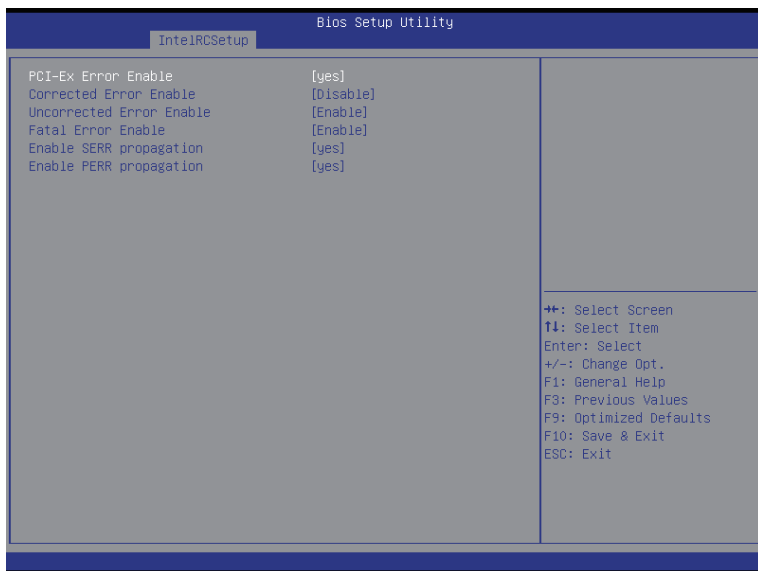 Bios Setup Utility
IntelRCSetup
PCI-Ex Error Enable [yes]
Corrected Error Enable [Disable]
Uncorrected Error Enable [Enable]
Fatal Error Enable [Enable]
Enable SERR propagation [yes]
Enable PERR propagation [yes]
→←: Select Screen
↑↓: Select Item
Enter: Select
+/-: Change Opt.
F1: General Help
F3: Previous Values
F9: Optimized Defaults
F10: Save & Exit
ESC: Exit